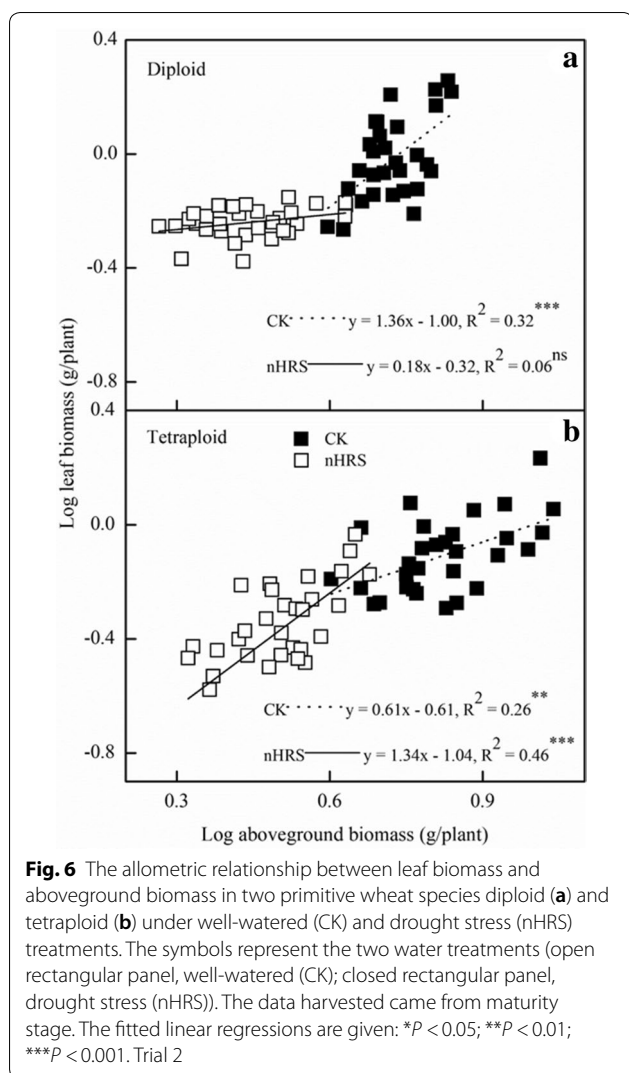 0.4
a
Diploid
0.0
-0.4
CK y = 1.36x - 1.00, R2 = 0.32***
nHRS y = 0.18x - 0.32, R2 = 0.06ns
-0.8
Log leaf biomass (g/plant)
0.4
b
Tetraploid
CK
nHRS
0.0
-0.4
CK y = 0.61x - 0.61, R2 = 0.26**
nHRS y = 1.34x - 1.04, R2 = 0.46***
-0.8
0.3 0.6 0.9
Log aboveground biomass (g/plant)
Fig. 6 The allometric relationship between leaf biomass and
aboveground biomass in two primitive wheat species diploid (a) and
tetraploid (b) under well-watered (CK) and drought stress (nHRS)
treatments. The symbols represent the two water treatments (open
rectangular panel, well-watered (CK); closed rectangular panel,
drought stress (nHRS)). The data harvested came from maturity
stage. The fitted linear regressions are given: *P < 0.05; **P < 0.01;
***P < 0.001. Trial 2